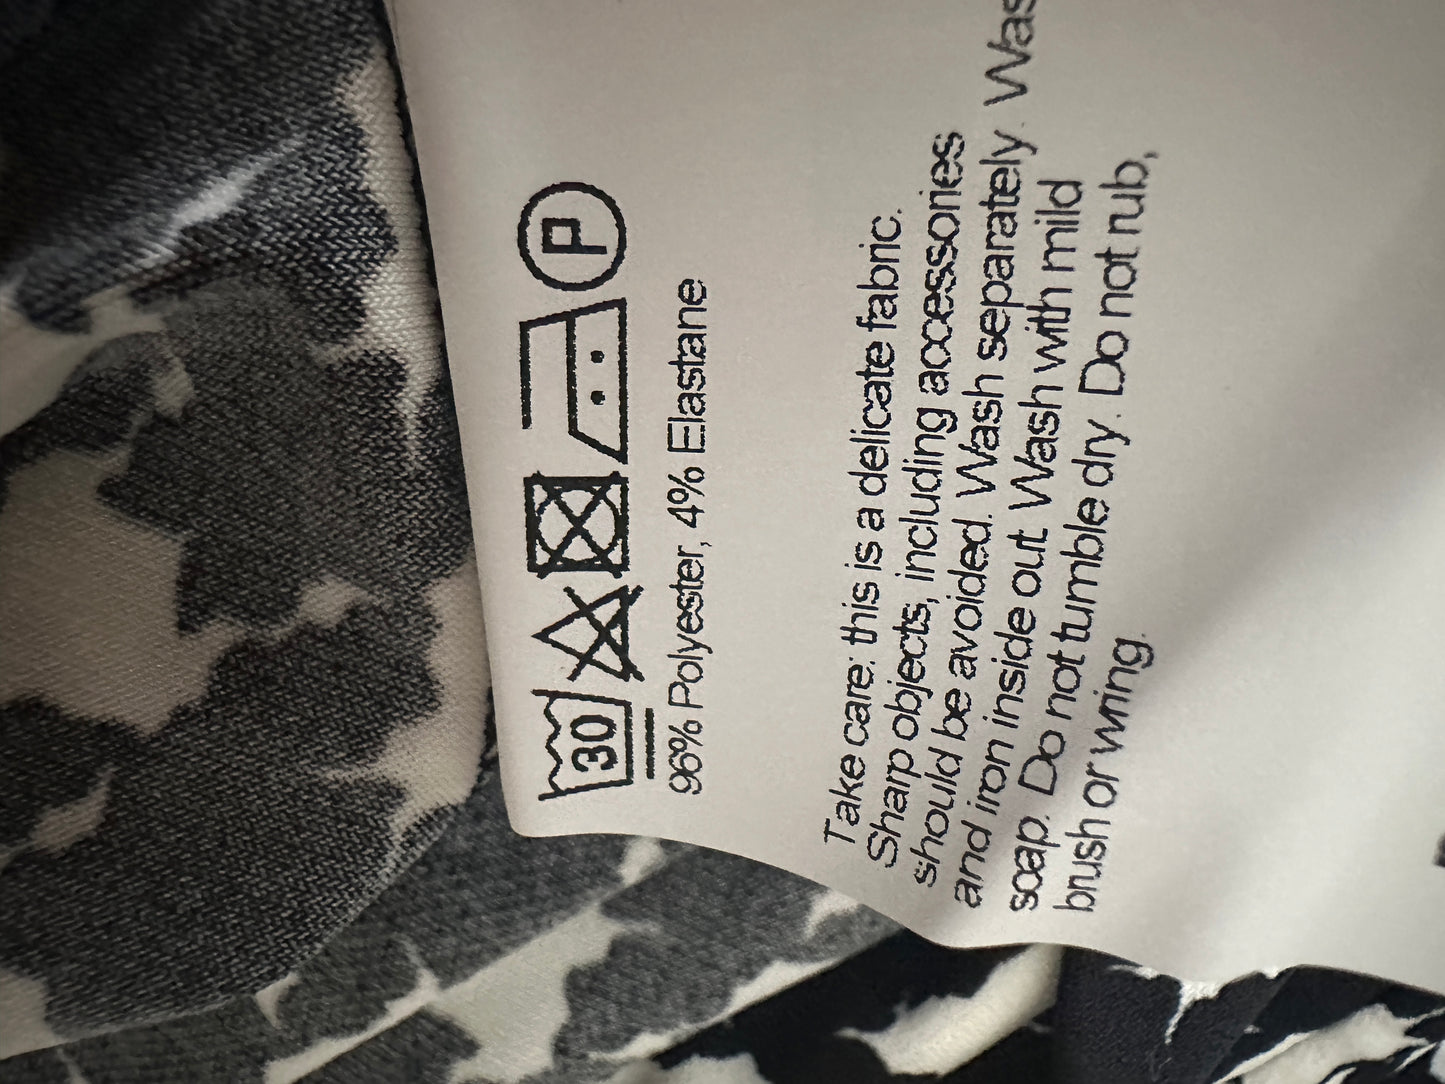 30
P
96% Polyester, 4% Elastane
Take care: this is a delicate fabric.
Sharp objects, including accessories
should be avoided. Wash separately. Was
and iron inside out. Wash with mild
soap. Do not tumble dry. Do not rub,
brush or wring.